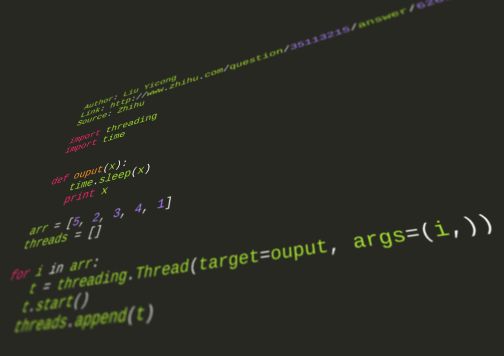 Author: Liu Yicong
Link: http://www.zhihu.com/question/35113215/answer/
Source: Zhihu
import threading
import time
def ouput(x):
time.sleep(x)
print x
arr = [5, 2, 3, 4, 1]
threads = []
for i in arr:
t = threading.Thread(target=ouput, args=(i,))
t.start()
threads.append(t)